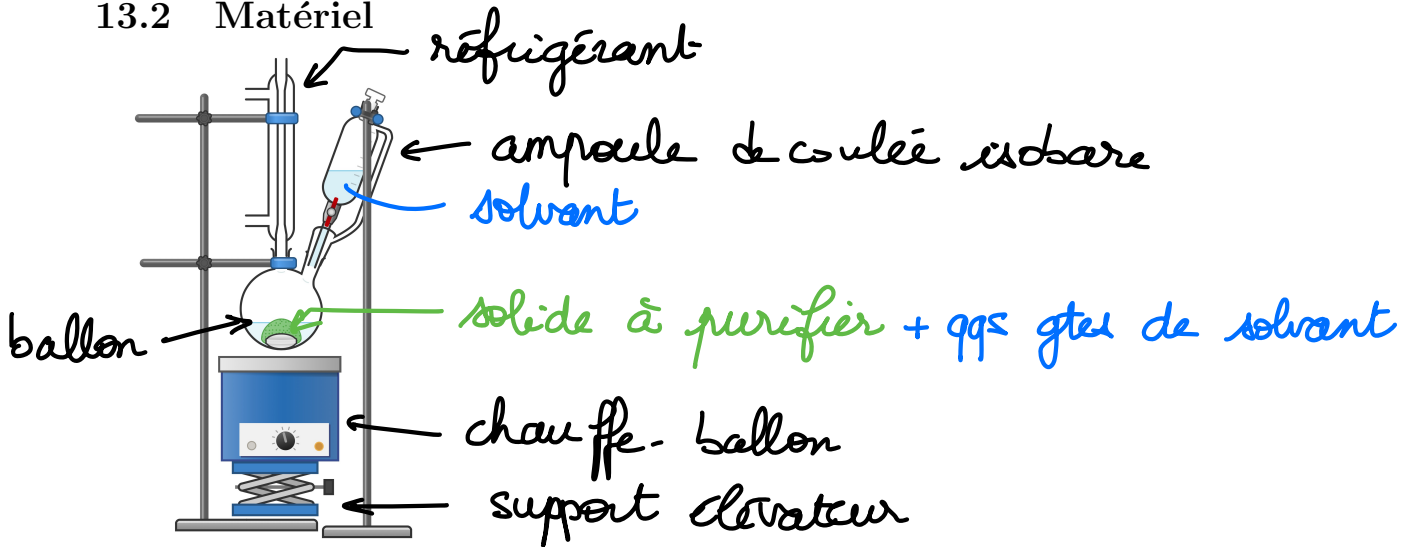 13.2 Matériel
réfrigérant
ampoule de coulée isobare
solvant
solide à purifier + qqs gtes de solvant
ballon
chauffe-ballon
support élévateur